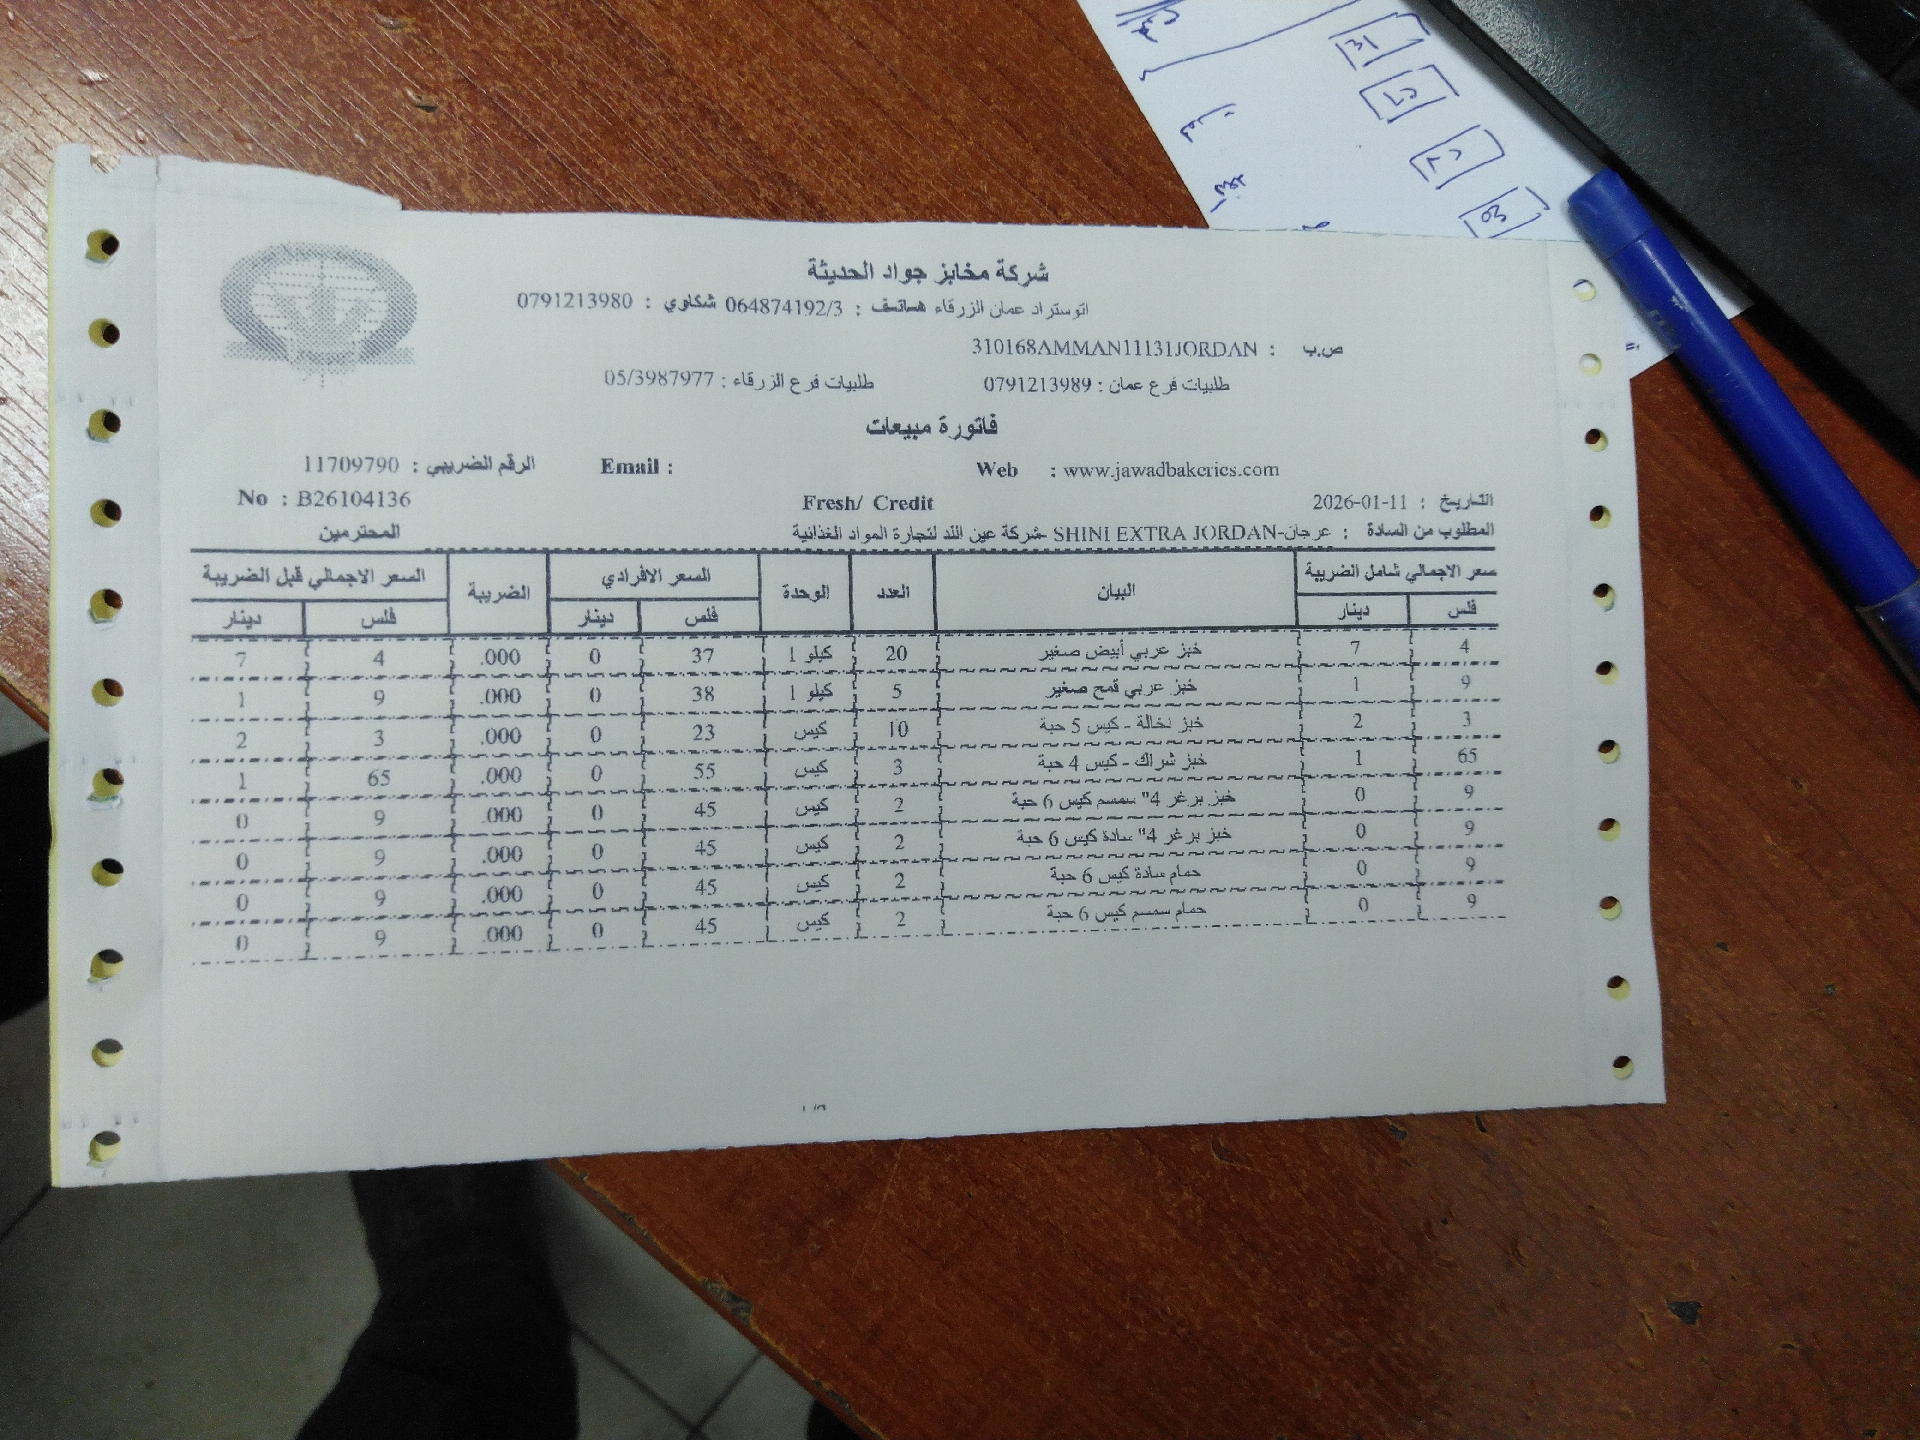 شركة مخابز جواد الحديثة
اتوستراد عمان الزرقاء هـاتـف : 064874192/3 شكاوي : 0791213980
ص.ب : 310168AMMAN11131JORDAN
طلبيات فرع عمان : 0791213989 طلبيات فرع الزرقاء : 05/3987977
فاتورة مبيعات
Web : www.jawadbakeries.com Email : الرقم الضريبي : 11709790
التاريخ : 2026-01-11 Fresh/ Credit No : B26104136
المطلوب من السادة : عرجان-SHINI EXTRA JORDAN -شركة عين اللد لتجارة المواد الغذائية المحترمين
سعر الاجمالي شامل الضريبة البيان العدد الوحدة السعر الافرادي الضريبة السعر الاجمالي قبل الضريبة
فلس دينار فلس دينار فلس دينار
4 7 خبز عربي أبيض صغير 20 كيلو 1 37 0 .000 4 7
9 1 خبز عربي قمح صغير 5 كيلو 1 38 0 .000 9 1
3 2 خبز نخالة - كيس 5 حبة 10 كيس 23 0 .000 3 2
65 1 خبز شراك - كيس 4 حبة 3 كيس 55 0 .000 65 1
9 0 خبز برغر 4" سمسم كيس 6 حبة 2 كيس 45 0 .000 9 0
9 0 خبز برغر 4" سادة كيس 6 حبة 2 كيس 45 0 .000 9 0
9 0 حمام سادة كيس 6 حبة 2 كيس 45 0 .000 9 0
9 0 حمام سمسم كيس 6 حبة 2 كيس 45 0 .000 9 0